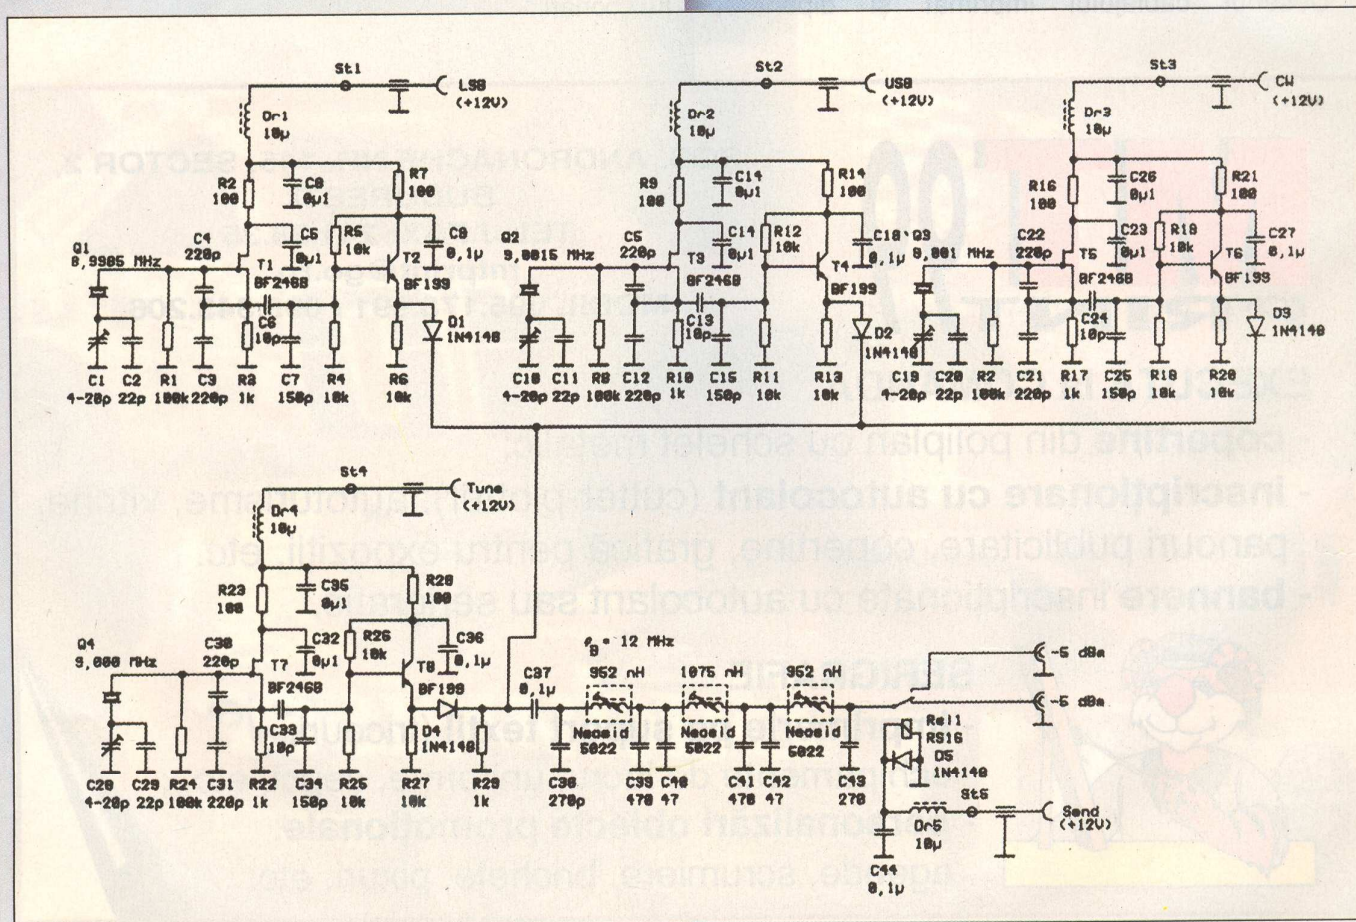 St1
LSB
(+12V)
Dr1
10µ
R2
100
C8
0µ1
R7
100
Q1
8,9985 MHz
C4
220p
C5
0µ1
R5
10k
C9
0,1µ
T1
BF246B
T2
BF199
C6
10p
D1
1N4148
C1 C2 R1 C3 R3 C7 R4 R6
4-20p 22p 100k 220p 1k 150p 10k 10k
St2
USB
(+12V)
Dr2
10µ
R9
100
C14
0µ1
R14
100
Q2
9,0015 MHz
C5
220p
C14
0µ1
R12
10k
C18
0,1µ
T3
BF246B
T4
BF199
C13
10p
D2
1N4148
C10 C11 R8 C12 R10 C15 R11 R13
4-20p 22p 100k 220p 1k 150p 10k 10k
St3
CW
(+12V)
Dr3
10µ
R16
100
C26
0µ1
R21
100
Q3
9,001 MHz
C22
220p
C23
0µ1
R19
10k
C27
0,1µ
T5
BF246B
T6
BF199
C24
10p
D3
1N4148
C19 C20 R2 C21 R17 C25 R18 R20
4-20p 22p 100k 220p 1k 150p 10k 10k
St4
Tune
(+12V)
Dr4
10µ
R23
100
C35
0µ1
R28
100
Q4
9,000 MHz
C30
220p
C32
0µ1
R26
10k
C36
0,1µ
T7
BF246B
T8
BF199
C33
10p
D4
1N4148
C28 C29 R24 C31 R22 C34 R25 R27 R29
4-20p 22p 100k 220p 1k 150p 10k 10k 1k
C37
0,1µ
fB = 12 MHz
952 nH 1075 nH 952 nH
Neosid Neosid Neosid
5022 5022 5022
C38 C39 C40 C41 C42 C43
270p 470 47 470 47 270
-5 dBm
-5 dBm
Rel1
RS16
D5
1N4148
St5
Send
(+12V)
Dr5
10µ
C44
0,1µ